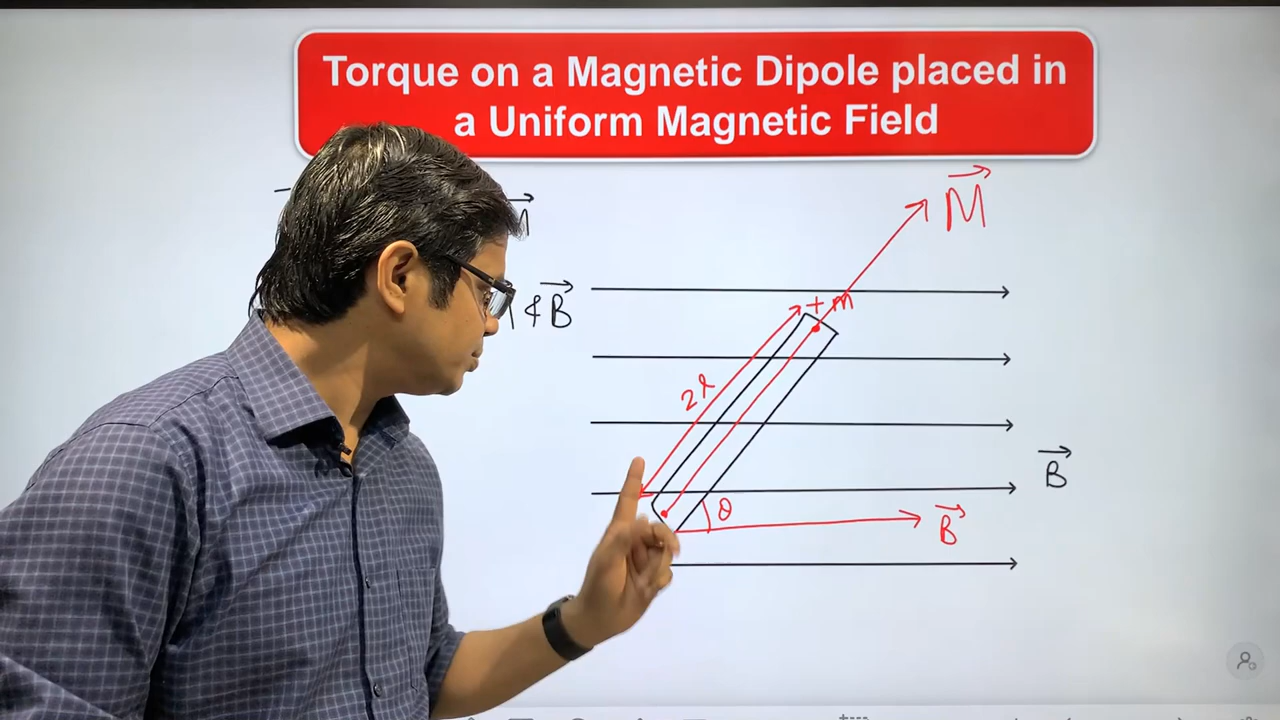 Torque on a Magnetic Dipole placed in
a Uniform Magnetic Field
M⃗
& B⃗
+ m
2l
B⃗
θ
B⃗